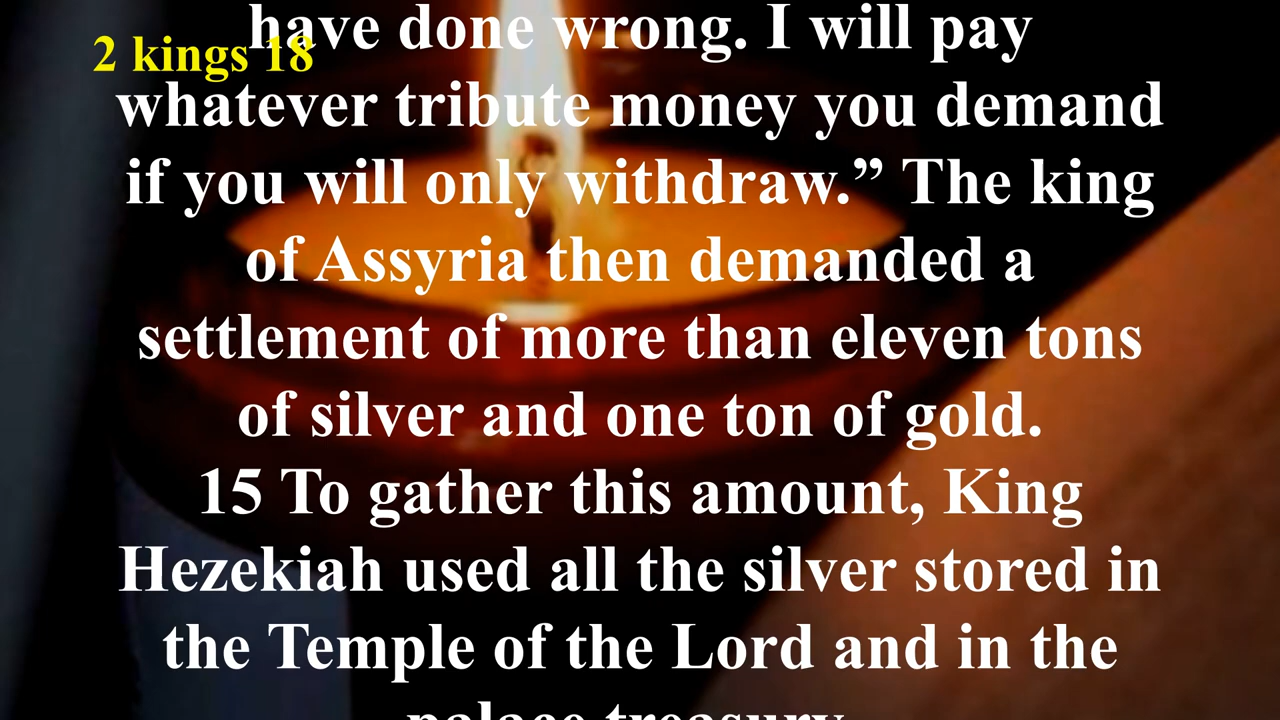 have done wrong. I will pay
2 kings 18
whatever tribute money you demand
if you will only withdraw.” The king
of Assyria then demanded a
settlement of more than eleven tons
of silver and one ton of gold.
15 To gather this amount, King
Hezekiah used all the silver stored in
the Temple of the Lord and in the
palace treasury.